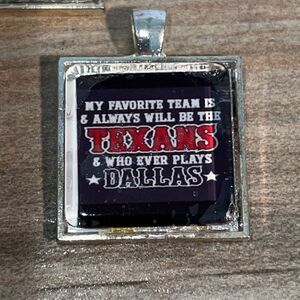 MY FAVORITE TEAM IS
& ALWAYS WILL BE THE
TEXANS
& WHO EVER PLAYS
DALLAS